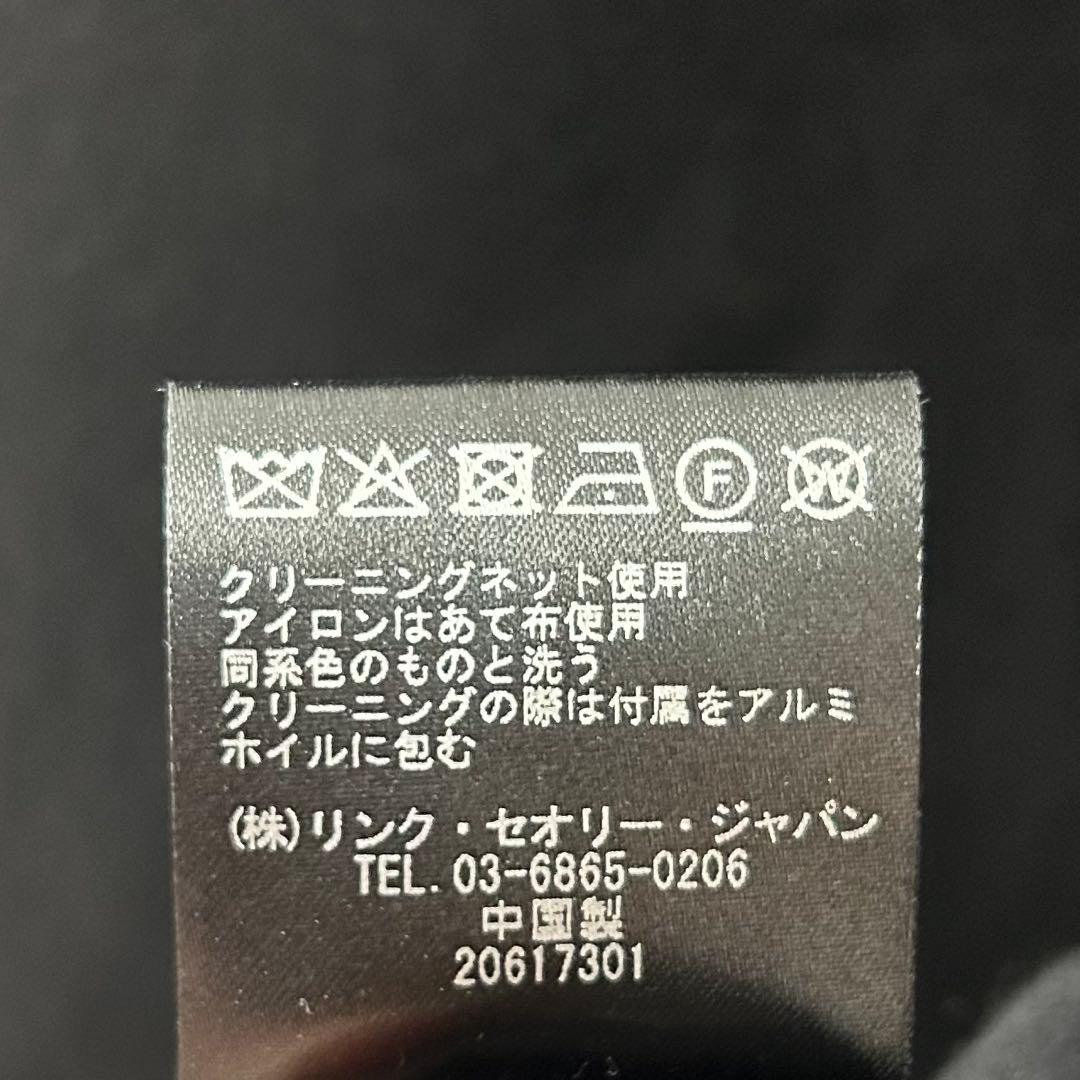 F W
クリーニングネット使用
アイロンはあて布使用
同系色のものと洗う
クリーニングの際は付属をアルミ
ホイルに包む
(株)リンク・セオリー・ジャパン
TEL.03-6865-0206
中国製
20617301